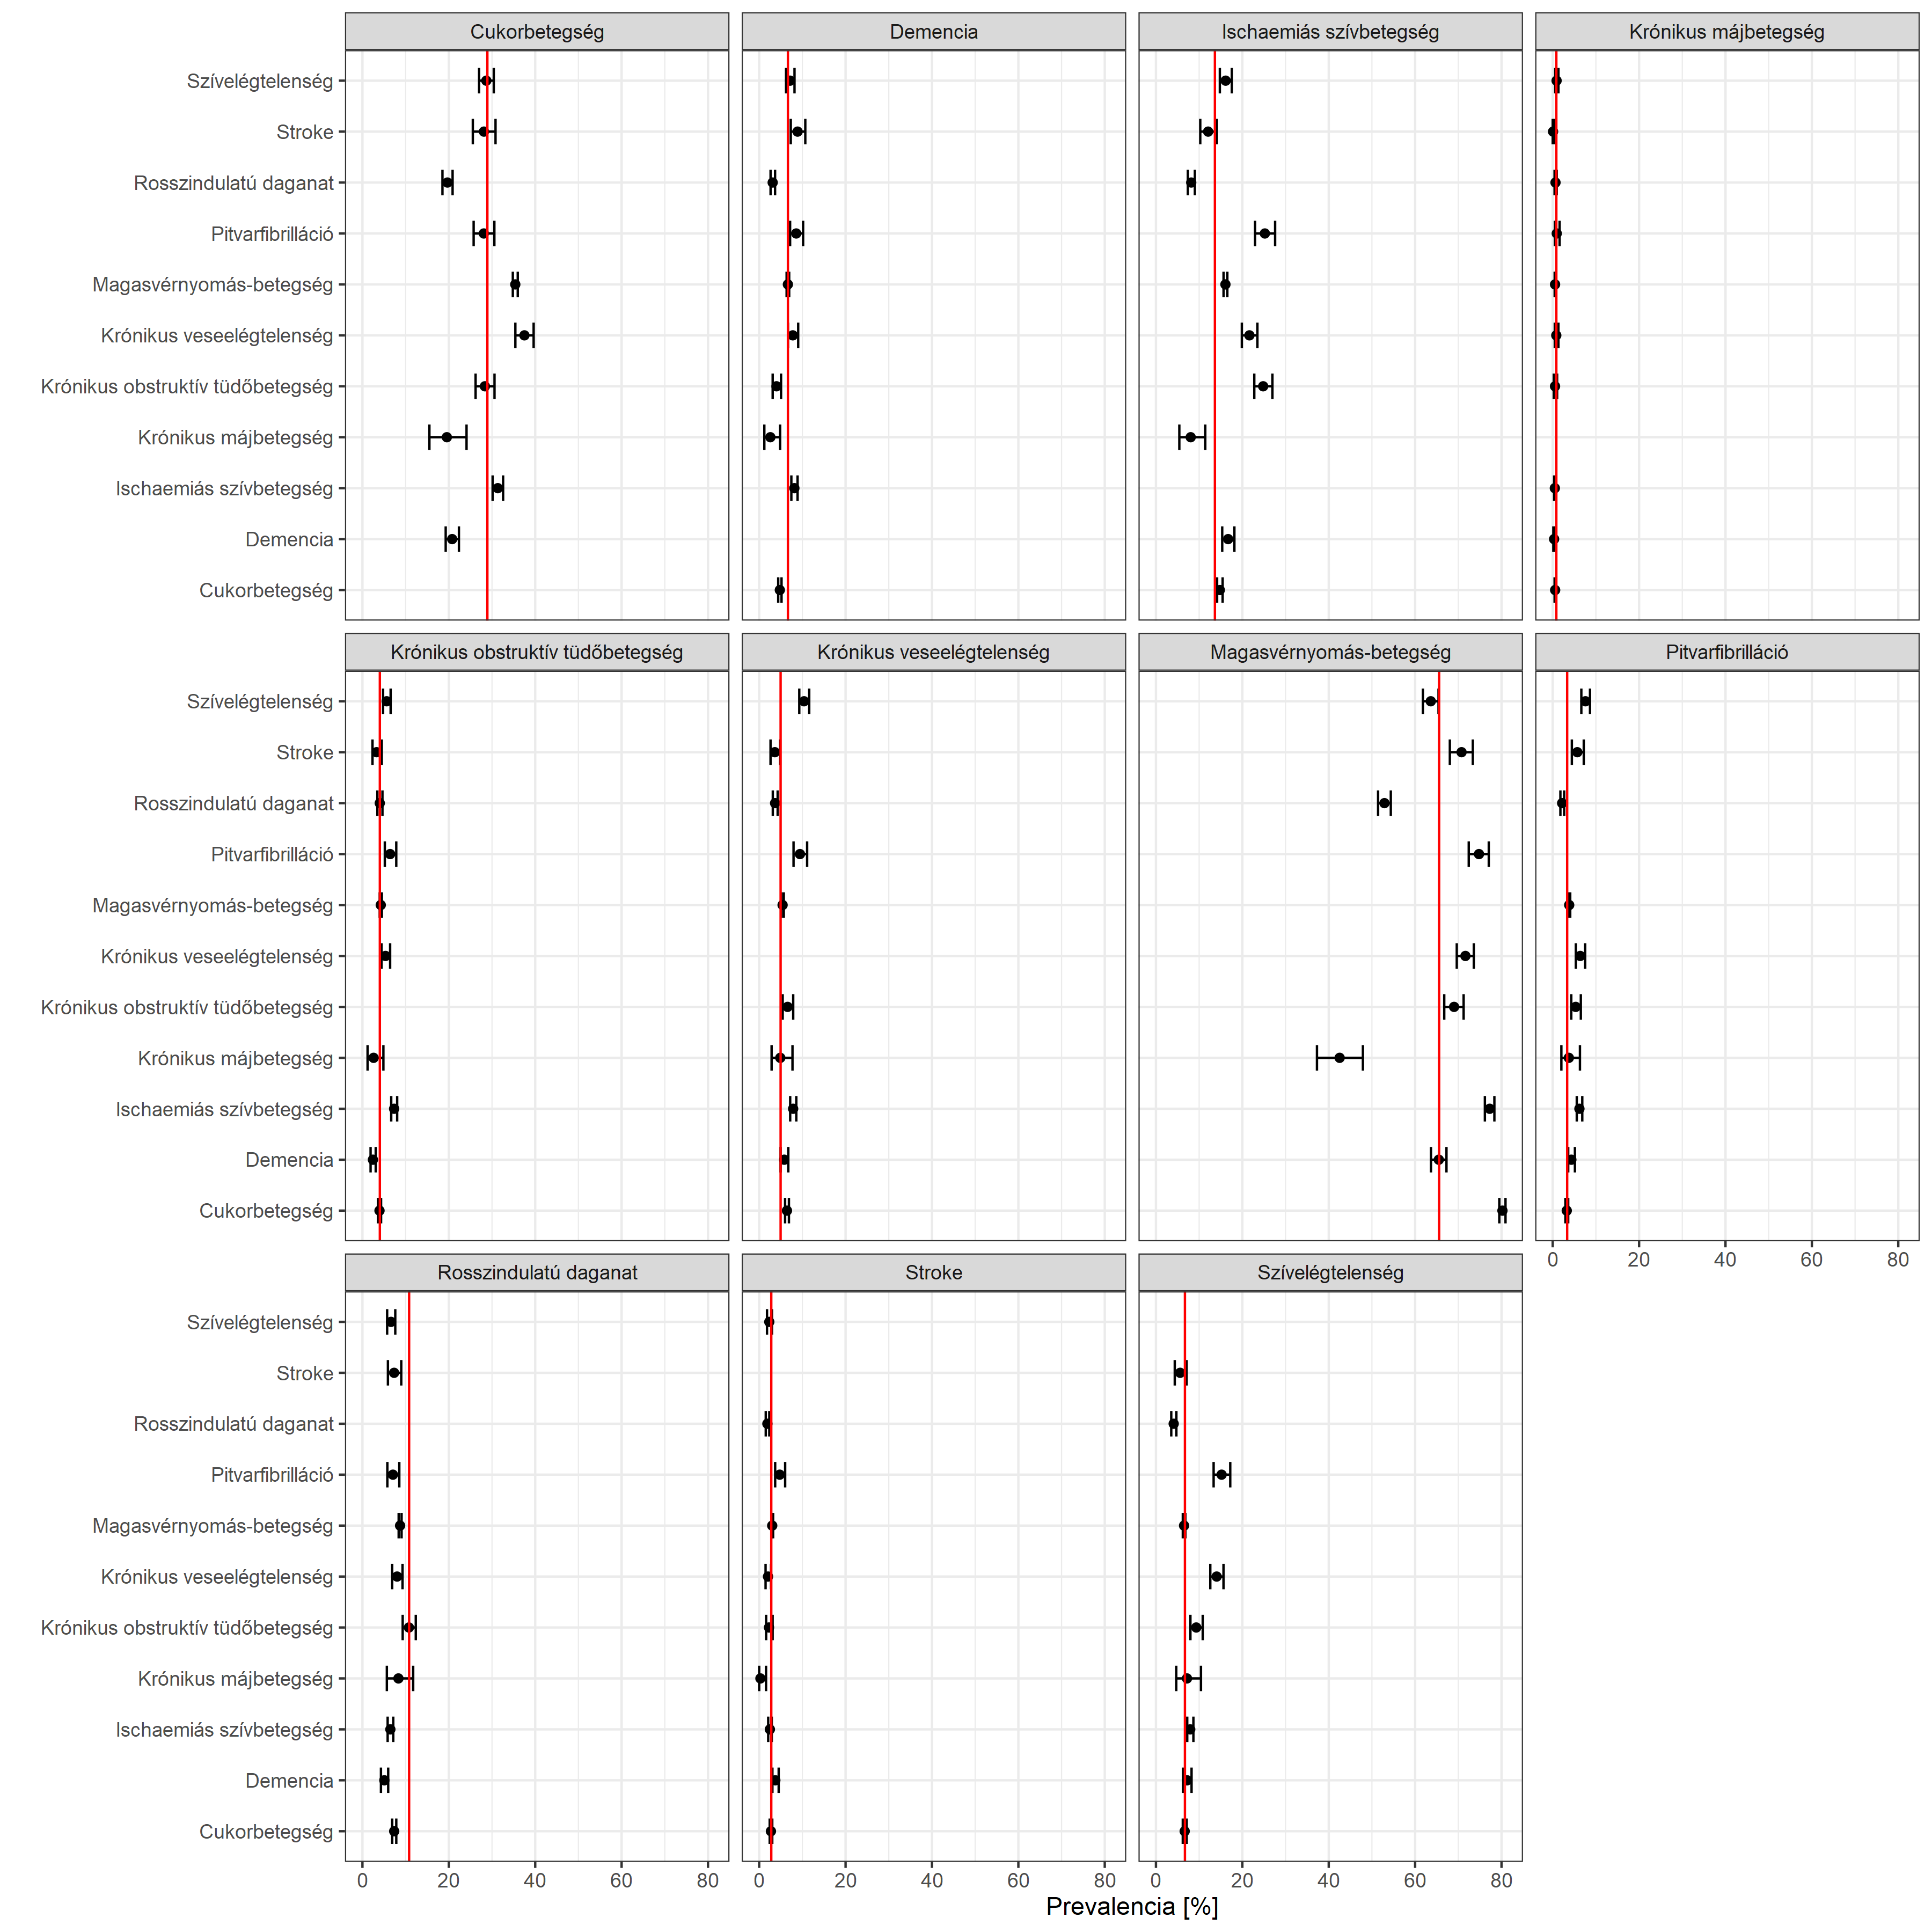 Cukorbetegség
Demencia
Ischaemiás szívbetegség
Krónikus májbetegség
Szívelégtelenség
Stroke
Rosszindulatú daganat
Pitvarfibrilláció
Magasvérnyomás-betegség
Krónikus veseelégtelenség
Krónikus obstruktív tüdőbetegség
Krónikus májbetegség
Ischaemiás szívbetegség
Demencia
Cukorbetegség
Krónikus obstruktív tüdőbetegség
Krónikus veseelégtelenség
Magasvérnyomás-betegség
Pitvarfibrilláció
Szívelégtelenség
Stroke
Rosszindulatú daganat
Pitvarfibrilláció
Magasvérnyomás-betegség
Krónikus veseelégtelenség
Krónikus obstruktív tüdőbetegség
Krónikus májbetegség
Ischaemiás szívbetegség
Demencia
Cukorbetegség
0 20 40 60 80
Rosszindulatú daganat
Stroke
Szívelégtelenség
Szívelégtelenség
Stroke
Rosszindulatú daganat
Pitvarfibrilláció
Magasvérnyomás-betegség
Krónikus veseelégtelenség
Krónikus obstruktív tüdőbetegség
Krónikus májbetegség
Ischaemiás szívbetegség
Demencia
Cukorbetegség
0 20 40 60 80
0 20 40 60 80
0 20 40 60 80
Prevalencia [%]